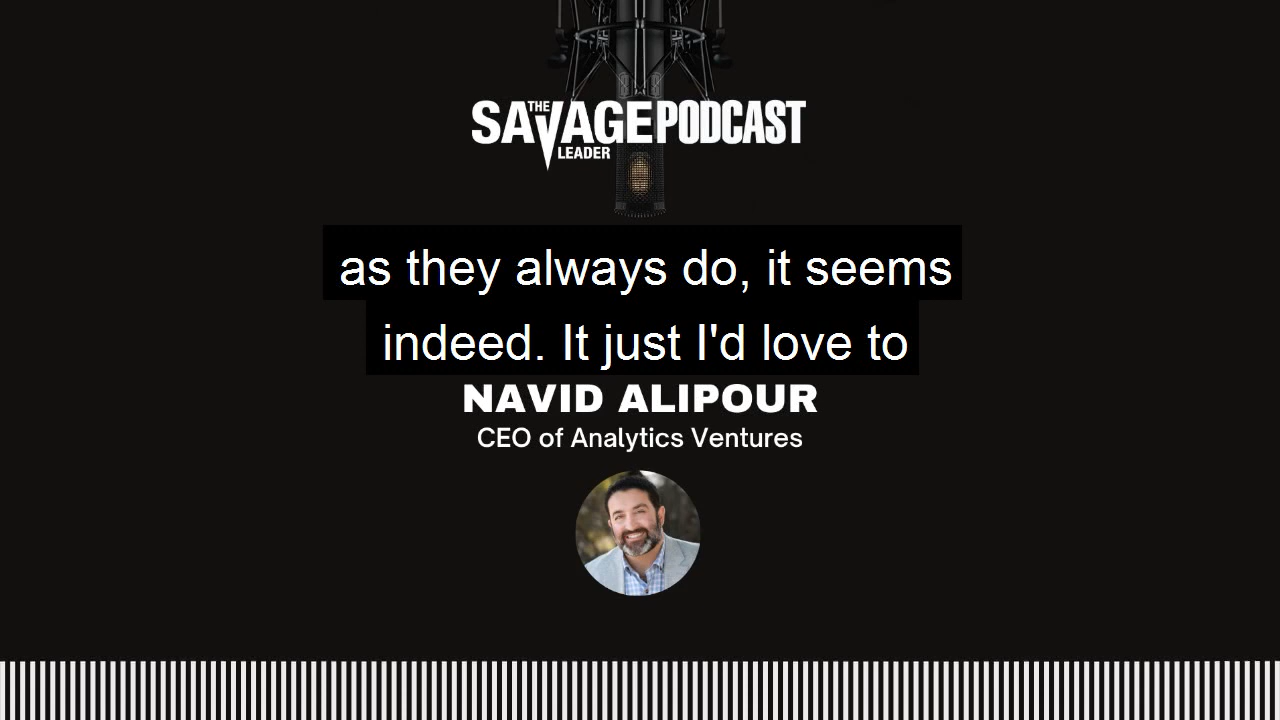 THE
SAVAGE PODCAST
LEADER
as they always do, it seems
indeed. It just I'd love to
NAVID ALIPOUR
CEO of Analytics Ventures